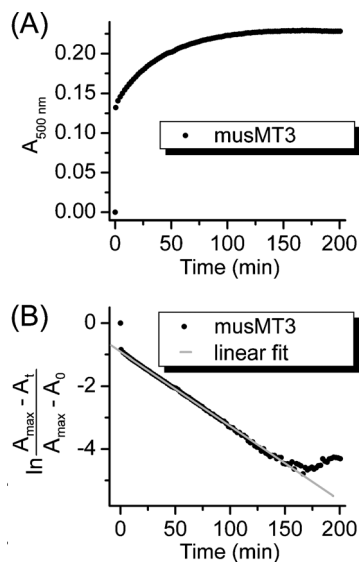 (A)
0.20
0.15
0.10
0.05
0.00
A500 nm
musMT3
0 50 100 150 200
Time (min)
(B)
0
-2
-4
ln Amax - At
Amax - A0
musMT3
linear fit
0 50 100 150 200
Time (min)